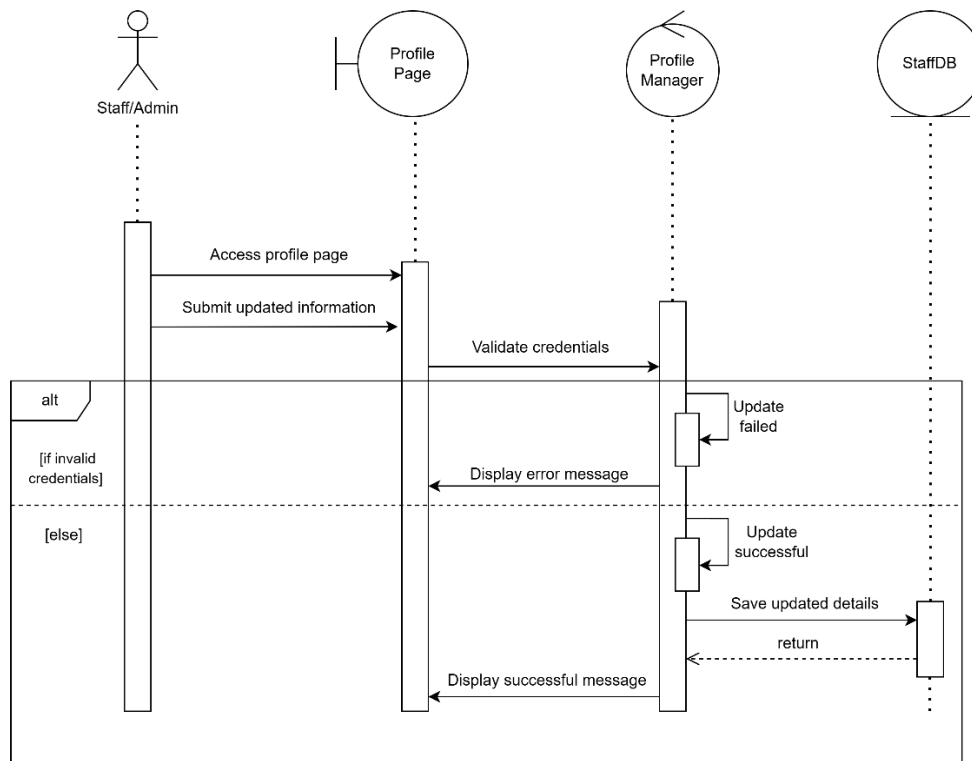 Staff/Admin
Profile
Page
Profile
Manager
StaffDB
Access profile page
Submit updated information
Validate credentials
alt
Update
failed
[if invalid
credentials]
Display error message
[else]
Update
successful
Save updated details
return
Display successful message